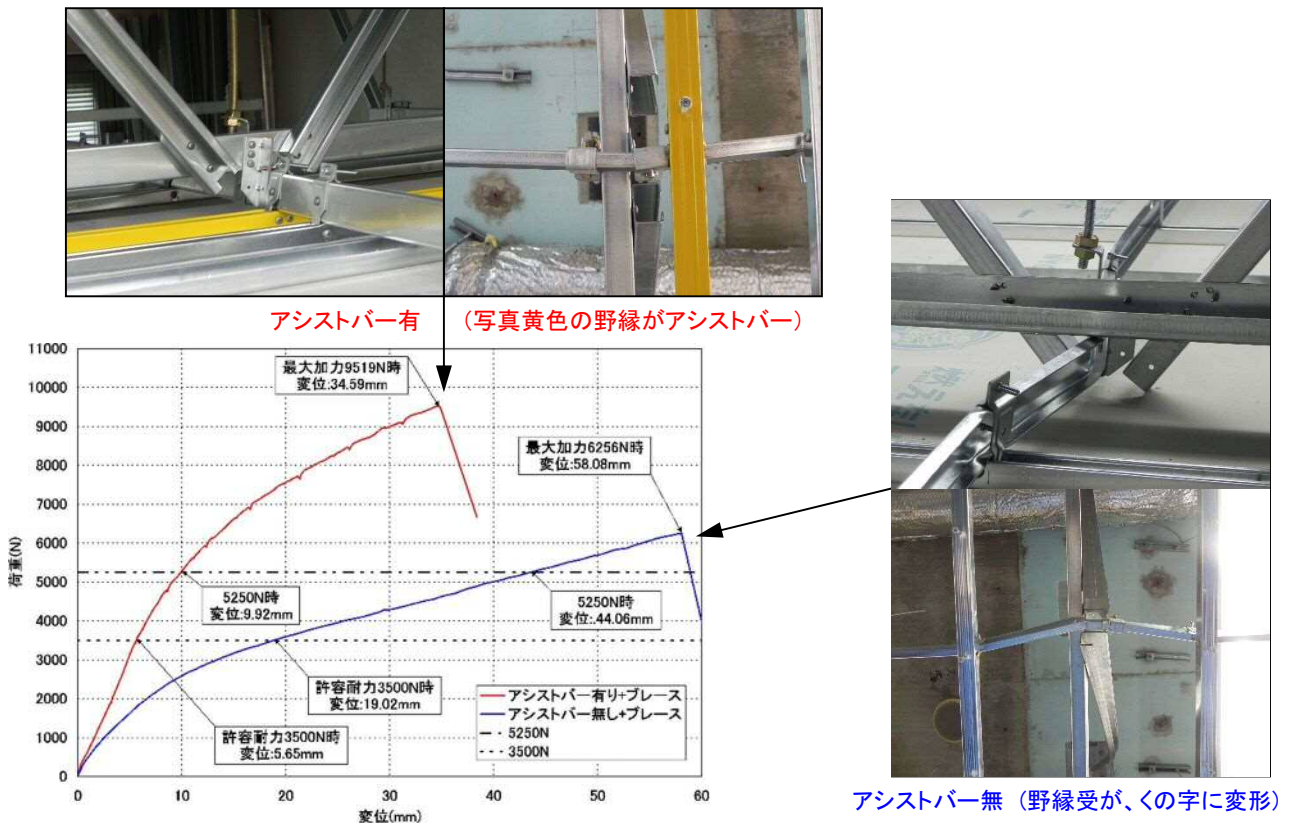 アシストバー有 (写真黄色の野縁がアシストバー)
11000
10000
9000
8000
7000
6000
5000
4000
3000
2000
1000
0
荷重(N)
最大加力9519N時
変位:34.59mm
最大加力6256N時
変位:58.08mm
5250N時
変位:9.92mm
5250N時
変位:.44.06mm
許容耐力3500N時
変位:19.02mm
許容耐力3500N時
変位:5.65mm
アシストバー有り+ブレース
アシストバー無し+ブレース
5250N
3500N
0 10 20 30 40 50 60
変位(mm)
アシストバー無 (野縁受が、くの字に変形)